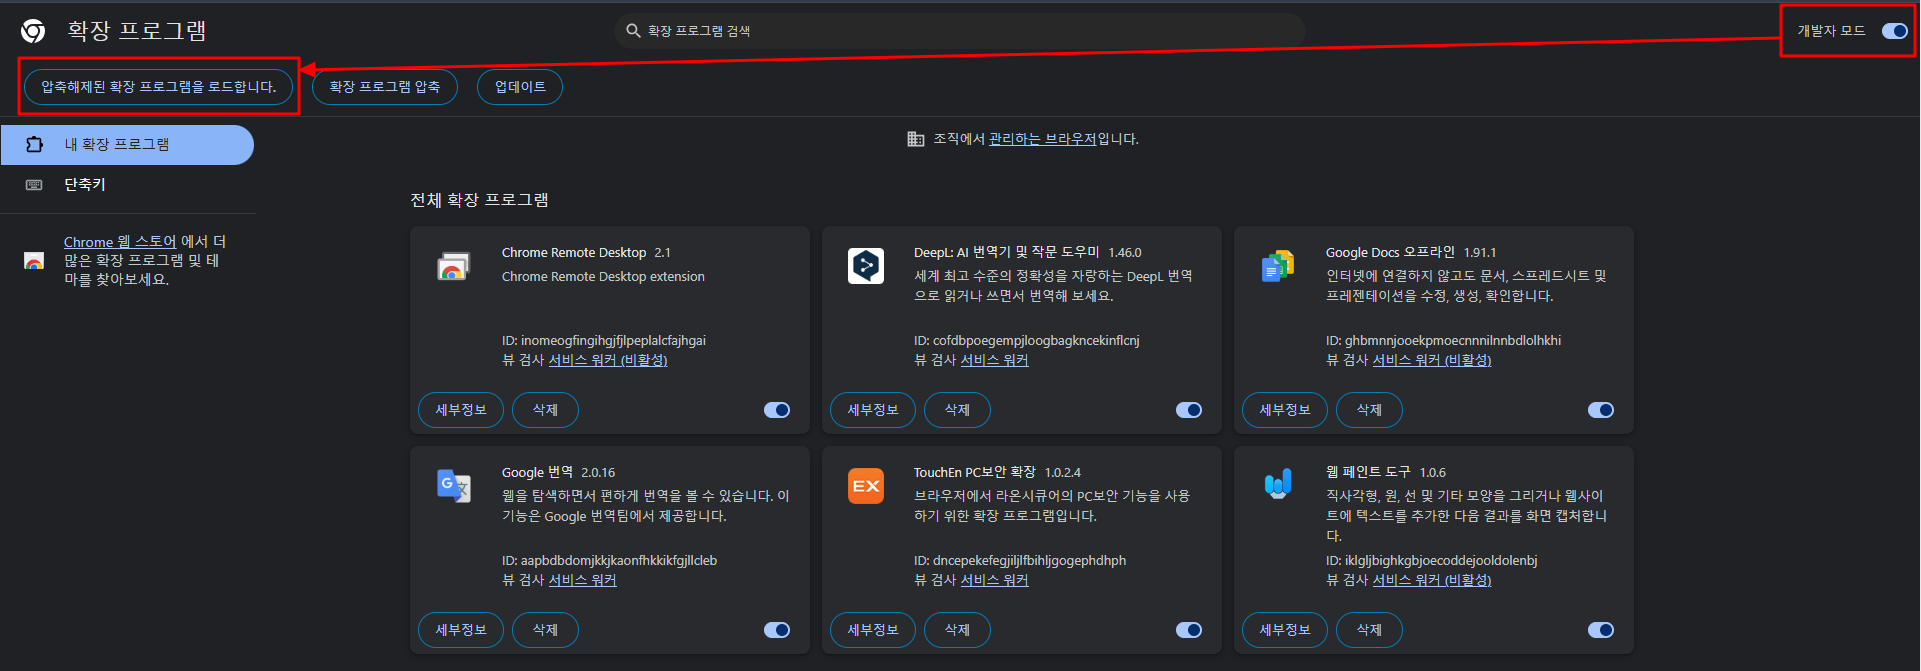 확장 프로그램
확장 프로그램 검색
개발자 모드
압축해제된 확장 프로그램을 로드합니다.
확장 프로그램 압축
업데이트
내 확장 프로그램
단축키
Chrome 웹 스토어 에서 더
많은 확장 프로그램 및 테
마를 찾아보세요.
조직에서 관리하는 브라우저입니다.
전체 확장 프로그램
Chrome Remote Desktop 2.1
Chrome Remote Desktop extension
ID: inomeogfingihgjfjlpeplalcfajhgai
뷰 검사 서비스 워커 (비활성)
세부정보
삭제
DeepL: AI 번역기 및 작문 도우미 1.46.0
세계 최고 수준의 정확성을 자랑하는 DeepL 번역
으로 읽거나 쓰면서 번역해 보세요.
ID: cofdbpoegempjloogbagkncekinflcnj
뷰 검사 서비스 워커
세부정보
삭제
Google Docs 오프라인 1.91.1
인터넷에 연결하지 않고도 문서, 스프레드시트 및
프레젠테이션을 수정, 생성, 확인합니다.
ID: ghbmnnjooekpmoecnnnilnnbdlolhkhi
뷰 검사 서비스 워커 (비활성)
세부정보
삭제
Google 번역 2.0.16
웹을 탐색하면서 편하게 번역을 볼 수 있습니다. 이
기능은 Google 번역팀에서 제공합니다.
ID: aapbdbdomjkkjkaonfhkkikfgjllcleb
뷰 검사 서비스 워커
세부정보
삭제
EX
TouchEn PC보안 확장 1.0.2.4
브라우저에서 라온시큐어의 PC보안 기능을 사용
하기 위한 확장 프로그램입니다.
ID: dncepekefegjiljlfbihljgogephdhph
뷰 검사 서비스 워커
세부정보
삭제
웹 페인트 도구 1.0.6
직사각형, 원, 선 및 기타 모양을 그리거나 웹사이
트에 텍스트를 추가한 다음 결과를 화면 캡처합니
다.
ID: iklgljbighkgbjoecoddejooldolenbj
뷰 검사 서비스 워커 (비활성)
세부정보
삭제